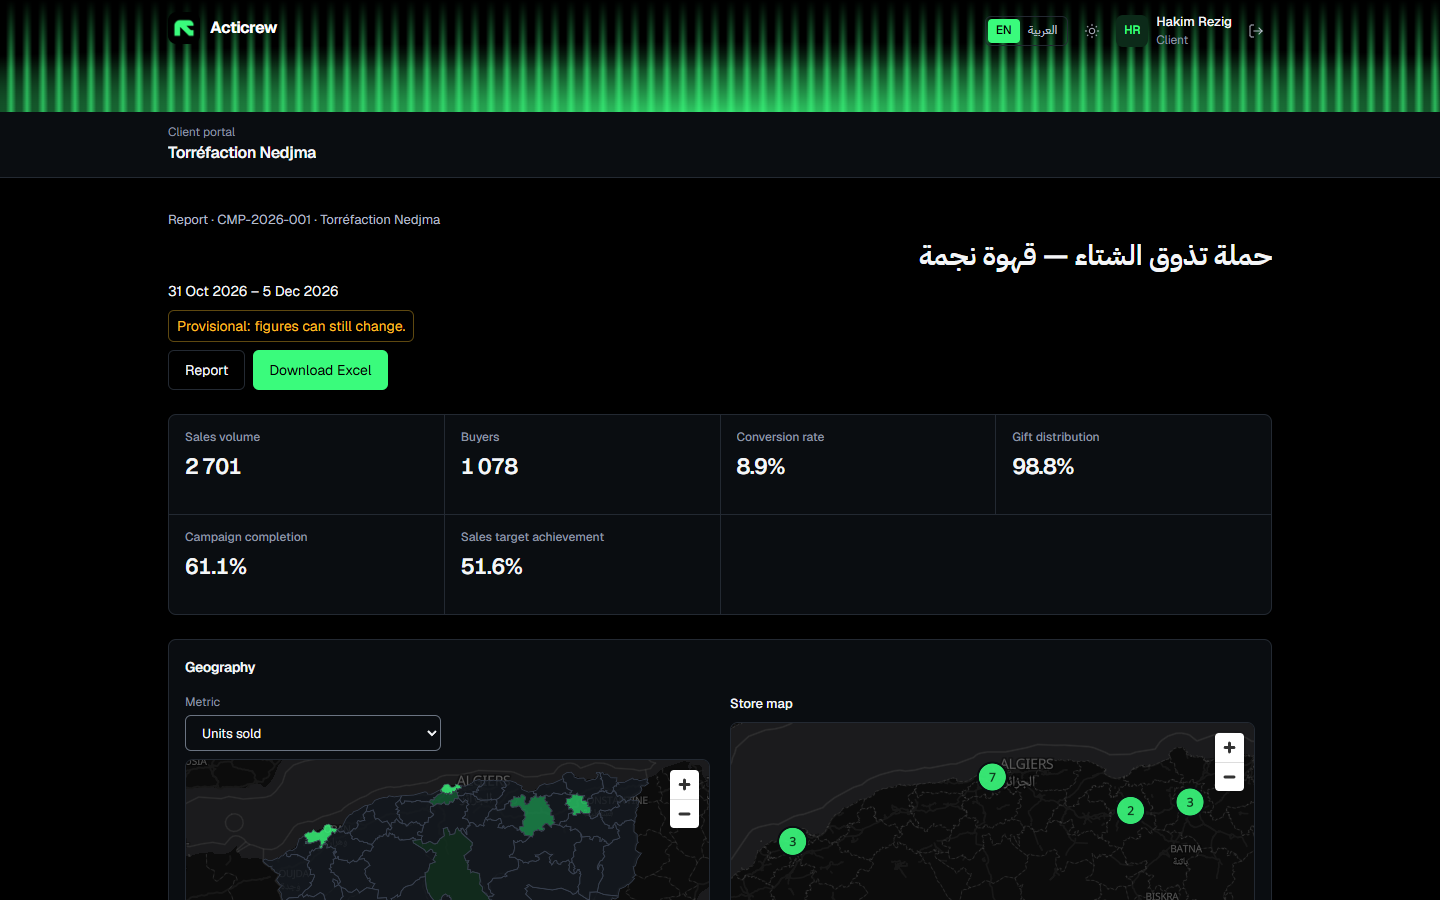 Acticrew
EN العربية
HR
Hakim Rezig
Client
Client portal
Torréfaction Nedjma
Report · CMP-2026-001 · Torréfaction Nedjma
حملة تذوق الشتاء — قهوة نجمة
31 Oct 2026 – 5 Dec 2026
Provisional: figures can still change.
Report
Download Excel
Sales volume
2 701
Buyers
1 078
Conversion rate
8.9%
Gift distribution
98.8%
Campaign completion
61.1%
Sales target achievement
51.6%
Geography
Metric
Units sold
ALGIERS
+
−
Store map
ALGIERS
الجزائر
7
3
2
3
BATNA
باتنة
BISKRA
+
−